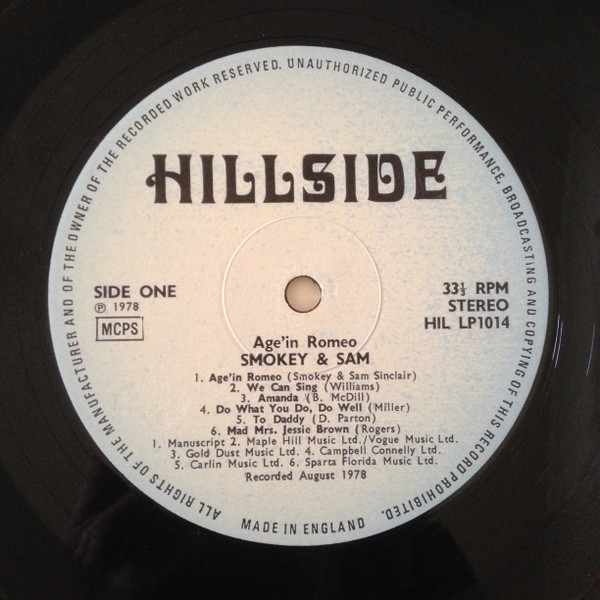 ALL RIGHTS OF THE MANUFACTURER AND OF THE OWNER OF THE RECORDED WORK RESERVED. UNAUTHORIZED PUBLIC PERFORMANCE, BROADCASTING AND COPYING OF THIS RECORD PROHIBITED.
HILLSIDE
SIDE ONE
℗ 1978
MCPS
33⅓ RPM
STEREO
HIL LP1014
Age'in Romeo
SMOKEY & SAM
1. Age'in Romeo (Smokey & Sam Sinclair)
2. We Can Sing (Williams)
3. Amanda (B. McDill)
4. Do What You Do, Do Well (Miller)
5. To Daddy (D. Parton)
6. Mad Mrs. Jessie Brown (Rogers)
1. Manuscript 2. Maple Hill Music Ltd./Vogue Music Ltd.
3. Gold Dust Music Ltd. 4. Campbell Connelly Ltd.
5. Carlin Music Ltd. 6. Sparta Florida Music Ltd.
Recorded August 1978
MADE IN ENGLAND